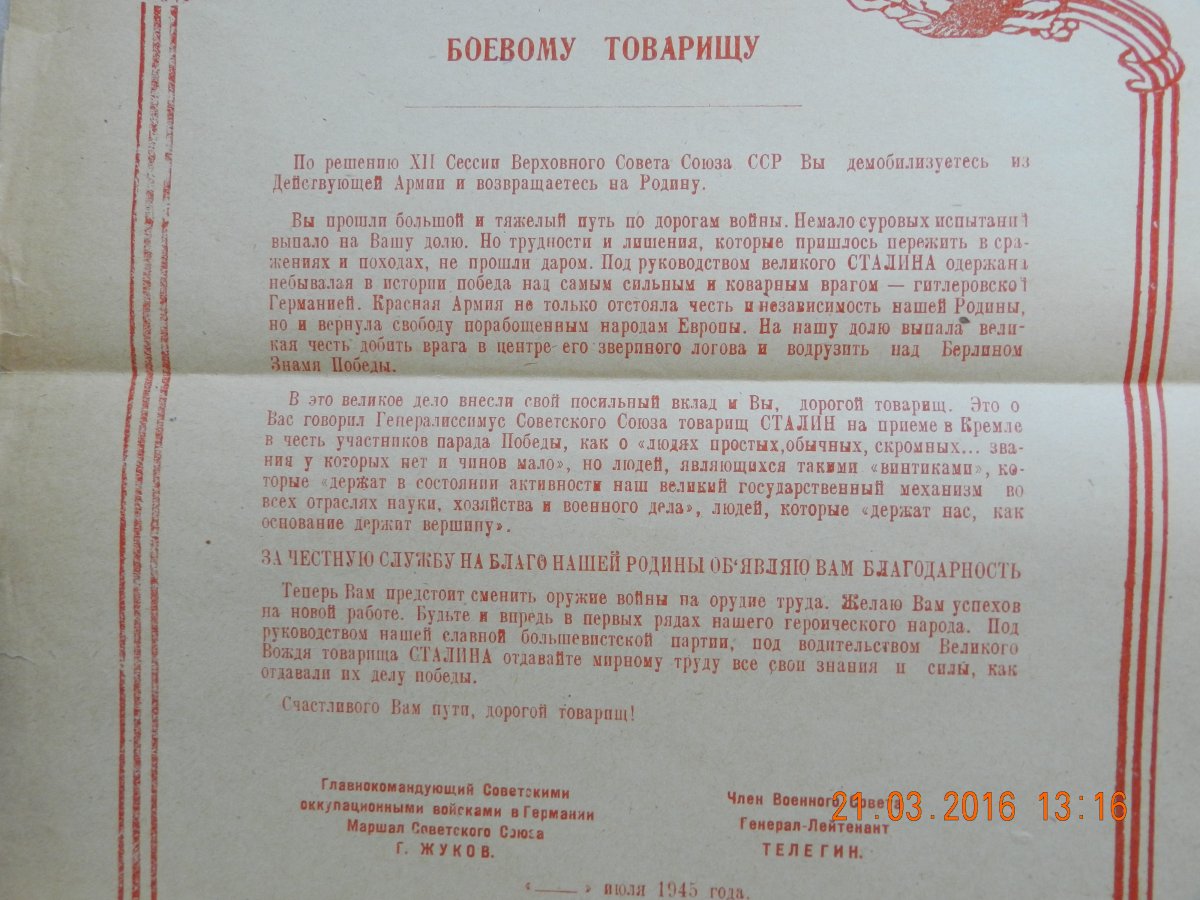 БОЕВОМУ ТОВАРИЩУ
По решению XII Сессии Верховного Совета Союза ССР Вы демобилизуетесь из
Действующей Армии и возвращаетесь на Родину.
Вы прошли большой и тяжелый путь по дорогам войны. Немало суровых испытаний
выпало на Вашу долю. Но трудности и лишения, которые пришлось пережить в сра-
жениях и походах, не прошли даром. Под руководством великого СТАЛИНА одержана
небывалая в истории победа над самым сильным и коварным врагом — гитлеровской
Германией. Красная Армия не только отстояла честь и независимость нашей Родины,
но и вернула свободу порабощенным народам Европы. На нашу долю выпала вели-
кая честь добить врага в центре его звериного логова и водрузить над Берлином
Знамя Победы.
В это великое дело внесли свой посильный вклад и Вы, дорогой товарищ. Это о
Вас говорил Генералиссимус Советского Союза товарищ СТАЛИН на приеме в Кремле
в честь участников парада Победы, как о «людях простых, обычных, скромных... зва-
ния у которых нет и чинов мало», но людей, являющихся такими «винтиками», ко-
торые «держат в состоянии активности наш великий государственный механизм во
всех отраслях науки, хозяйства и военного дела», людей, которые «держат нас, как
основание держит вершину».
ЗА ЧЕСТНУЮ СЛУЖБУ НА БЛАГО НАШЕЙ РОДИНЫ ОБ'ЯВЛЯЮ ВАМ БЛАГОДАРНОСТЬ
Теперь Вам предстоит сменить оружие войны на орудие труда. Желаю Вам успехов
на новой работе. Будьте и впредь в первых рядах нашего героического народа. Под
руководством нашей славной большевистской партии, под водительством Великого
Вождя товарища СТАЛИНА отдавайте мирному труду все свои знания и силы, как
отдавали их делу победы.
Счастливого Вам пути, дорогой товарищ!
Главнокомандующий Советскими
оккупационными войсками в Германии
Маршал Советского Союза
Г. ЖУКОВ.
Член Военного Совета
Генерал-Лейтенант
ТЕЛЕГИН.
21.03.2016 13:16
«____» июля 1945 года.